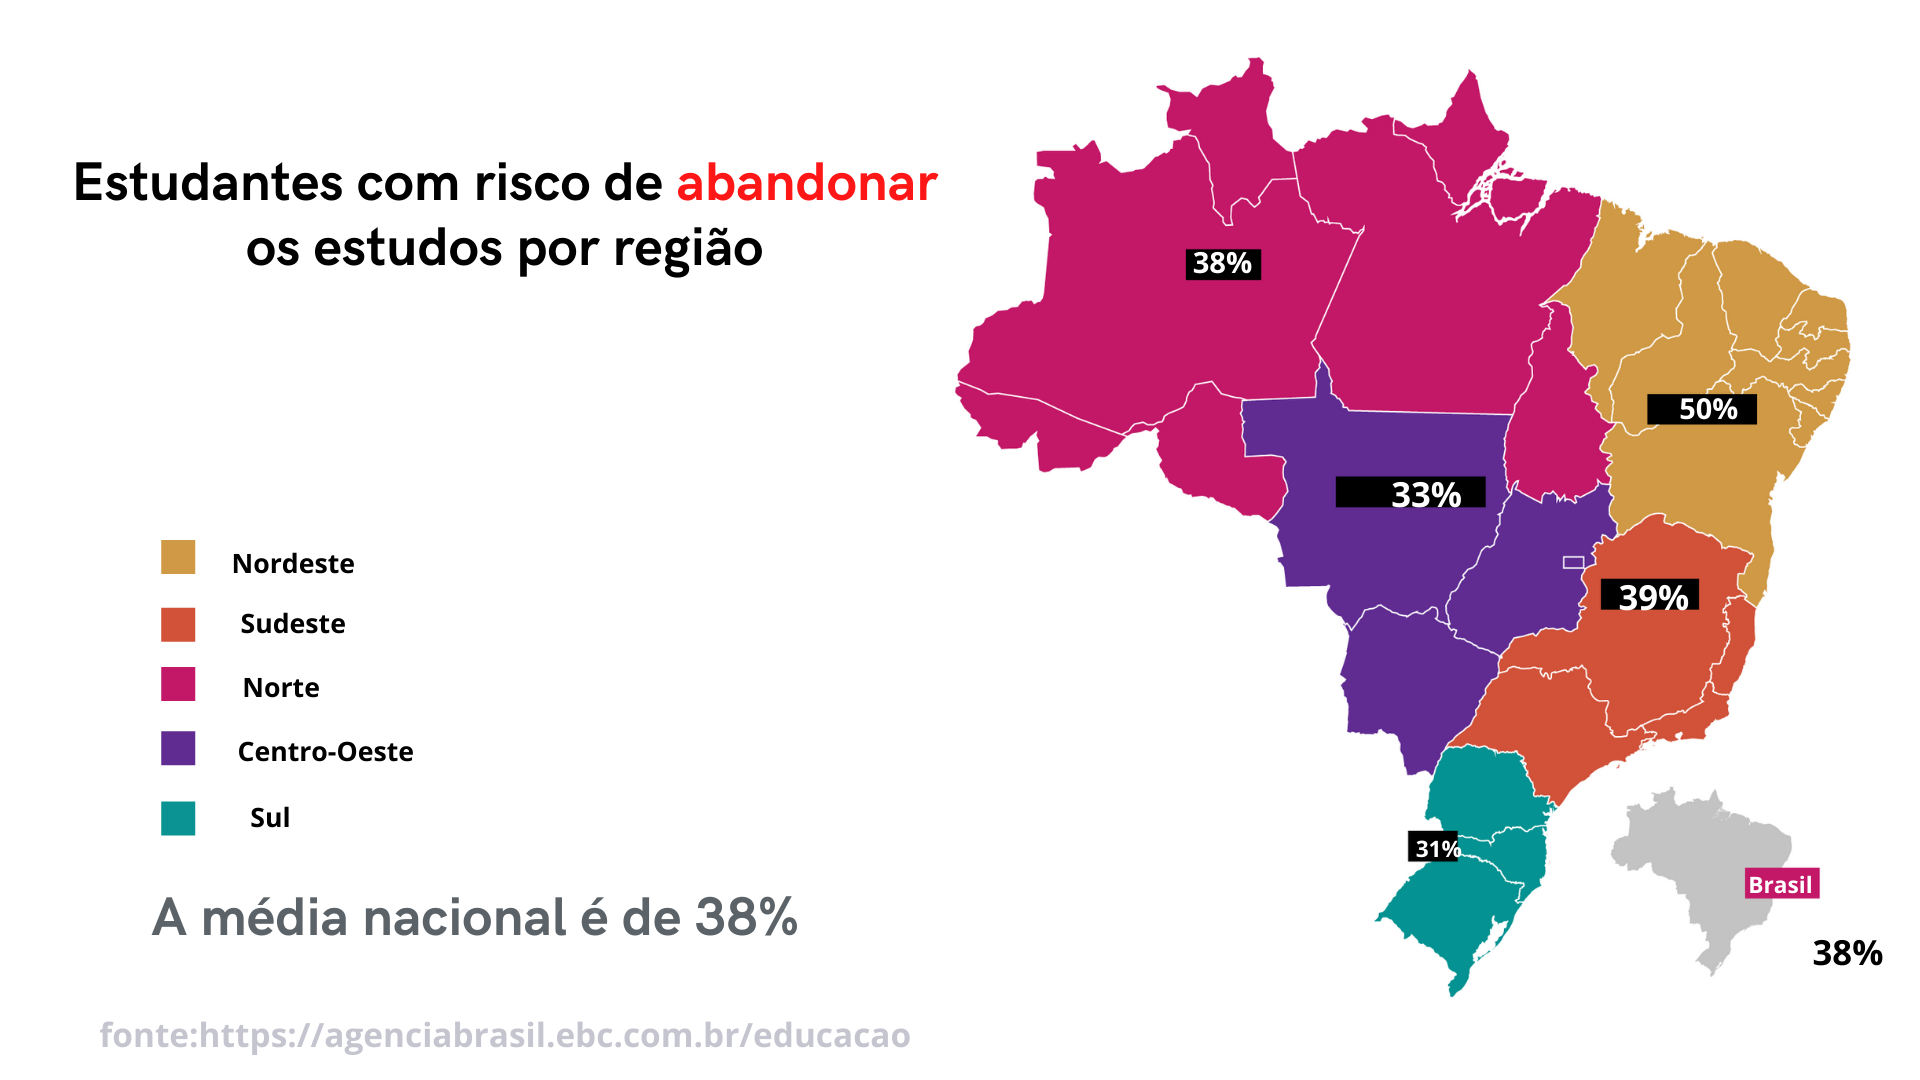 Estudantes com risco de abandonar
os estudos por região
38%
50%
33%
39%
31%
Nordeste
Sudeste
Norte
Centro-Oeste
Sul
Brasil
38%
A média nacional é de 38%
fonte:https://agenciabrasil.ebc.com.br/educacao